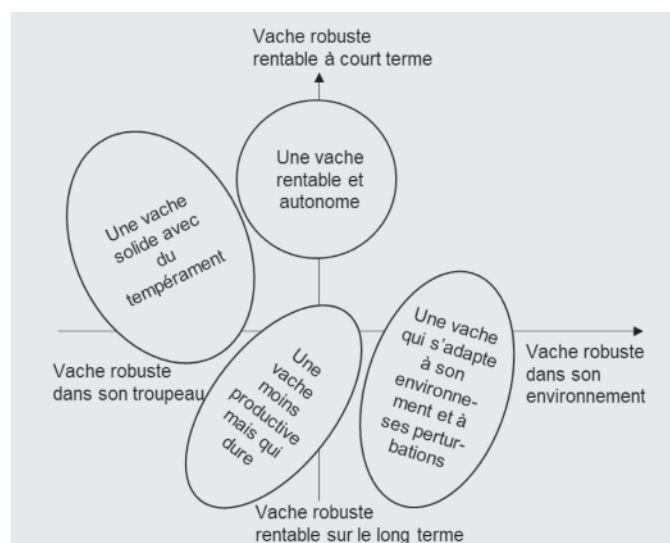 Vache robuste
rentable à court terme
Une vache
rentable et
autonome
Une vache
solide avec
du
tempérament
Une vache
qui s'adapte
à son
environne-
ment et à
ses pertur-
bations
Vache robuste
dans son troupeau
Une
vache
moins
productive
mais qui
dure
Vache robuste
dans son
environnement
Vache robuste
rentable sur le long terme